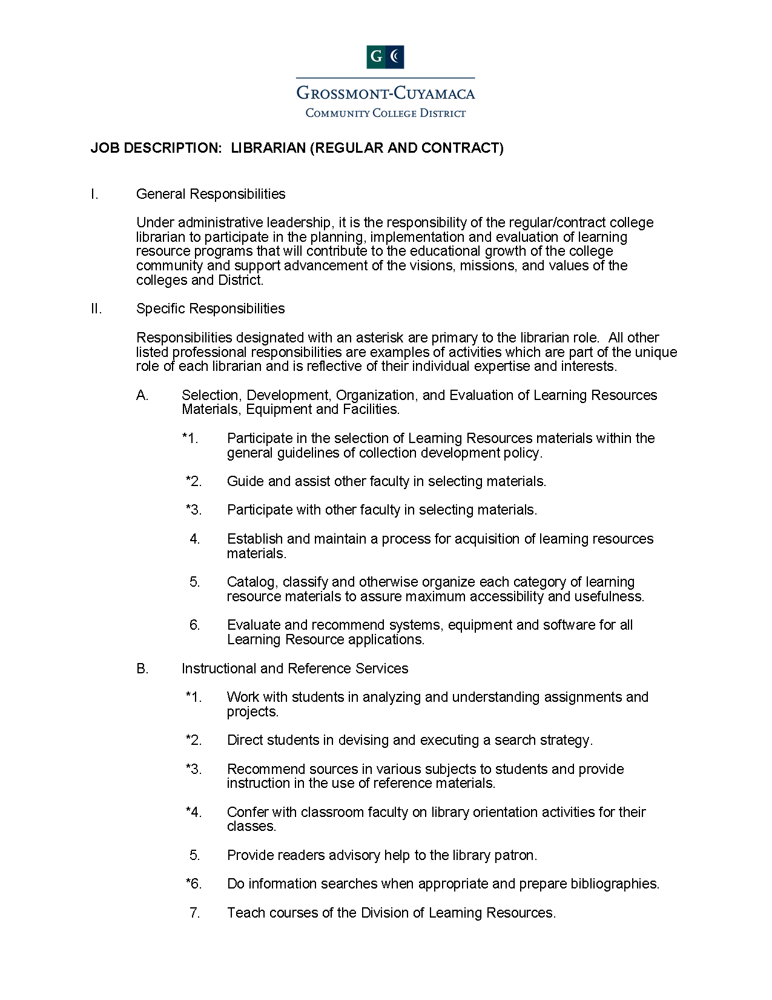 G C
GROSSMONT-CUYAMACA
COMMUNITY COLLEGE DISTRICT
JOB DESCRIPTION:  LIBRARIAN (REGULAR AND CONTRACT)
I. General Responsibilities
Under administrative leadership, it is the responsibility of the regular/contract college
librarian to participate in the planning, implementation and evaluation of learning
resource programs that will contribute to the educational growth of the college
community and support advancement of the visions, missions, and values of the
colleges and District.
II. Specific Responsibilities
Responsibilities designated with an asterisk are primary to the librarian role.  All other
listed professional responsibilities are examples of activities which are part of the unique
role of each librarian and is reflective of their individual expertise and interests.
A. Selection, Development, Organization, and Evaluation of Learning Resources
Materials, Equipment and Facilities.
*1. Participate in the selection of Learning Resources materials within the
general guidelines of collection development policy.
*2. Guide and assist other faculty in selecting materials.
*3. Participate with other faculty in selecting materials.
4. Establish and maintain a process for acquisition of learning resources
materials.
5. Catalog, classify and otherwise organize each category of learning
resource materials to assure maximum accessibility and usefulness.
6. Evaluate and recommend systems, equipment and software for all
Learning Resource applications.
B. Instructional and Reference Services
*1. Work with students in analyzing and understanding assignments and
projects.
*2. Direct students in devising and executing a search strategy.
*3. Recommend sources in various subjects to students and provide
instruction in the use of reference materials.
*4. Confer with classroom faculty on library orientation activities for their
classes.
5. Provide readers advisory help to the library patron.
*6. Do information searches when appropriate and prepare bibliographies.
7. Teach courses of the Division of Learning Resources.